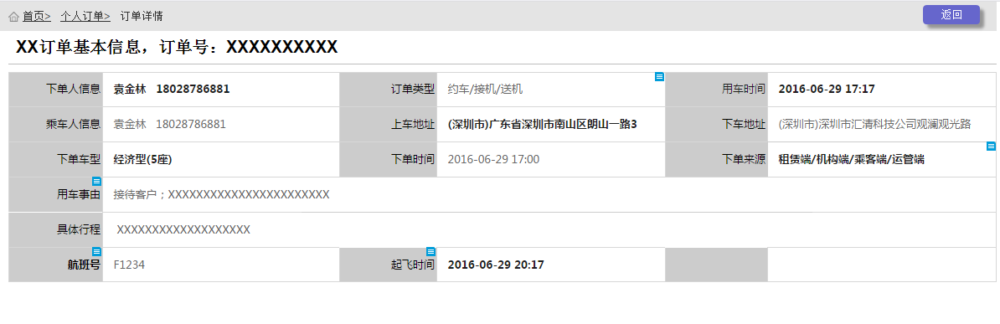 首页> 个人订单> 订单详情 返回
XX订单基本信息，订单号：XXXXXXXXXX
下单人信息 袁金林 18028786881 订单类型 约车/接机/送机 用车时间 2016-06-29 17:17
乘车人信息 袁金林 18028786881 上车地址 (深圳市)广东省深圳市南山区朗山一路3 下车地址 (深圳市)深圳市汇清科技公司观澜观光路
下单车型 经济型(5座) 下单时间 2016-06-29 17:00 下单来源 租赁端/机构端/乘客端/运管端
用车事由 接待客户；XXXXXXXXXXXXXXXXXXXXXXX
具体行程 XXXXXXXXXXXXXXXXXXX
航班号 F1234 起飞时间 2016-06-29 20:17